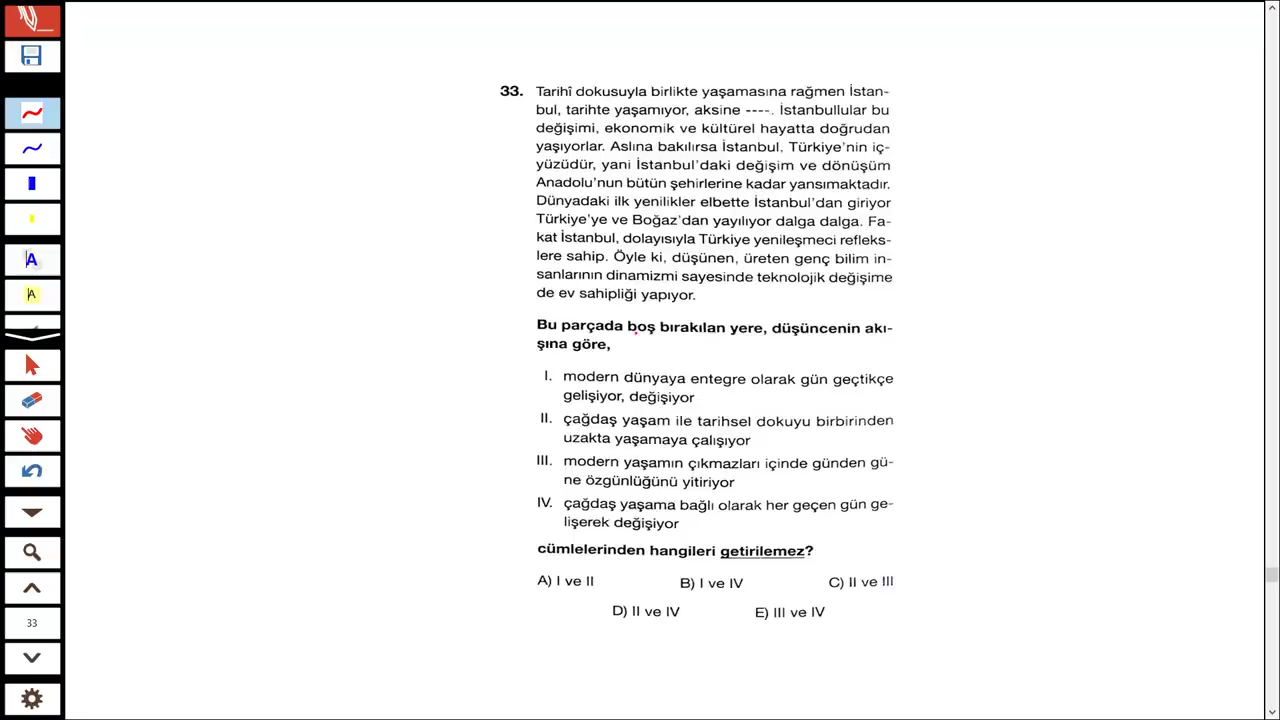 33. Tarihî dokusuyla birlikte yaşamasına rağmen İstan-
bul, tarihte yaşamıyor, aksine ----. İstanbullular bu
değişimi, ekonomik ve kültürel hayatta doğrudan
yaşıyorlar. Aslına bakılırsa İstanbul, Türkiye'nin iç-
yüzüdür, yani İstanbul'daki değişim ve dönüşüm
Anadolu'nun bütün şehirlerine kadar yansımaktadır.
Dünyadaki ilk yenilikler elbette İstanbul'dan giriyor
Türkiye'ye ve Boğaz'dan yayılıyor dalga dalga. Fa-
kat İstanbul, dolayısıyla Türkiye yenileşmeci refleks-
lere sahip. Öyle ki, düşünen, üreten genç bilim in-
sanlarının dinamizmi sayesinde teknolojik değişime
de ev sahipliği yapıyor.
Bu parçada boş bırakılan yere, düşüncenin akı-
şına göre,
I. modern dünyaya entegre olarak gün geçtikçe
gelişiyor, değişiyor
II. çağdaş yaşam ile tarihsel dokuyu birbirinden
uzakta yaşamaya çalışıyor
III. modern yaşamın çıkmazları içinde günden gü-
ne özgünlüğünü yitiriyor
IV. çağdaş yaşama bağlı olarak her geçen gün ge-
lişerek değişiyor
cümlelerinden hangileri getirilemez?
A) I ve II B) I ve IV C) II ve III
D) II ve IV E) III ve IV
A
A
33